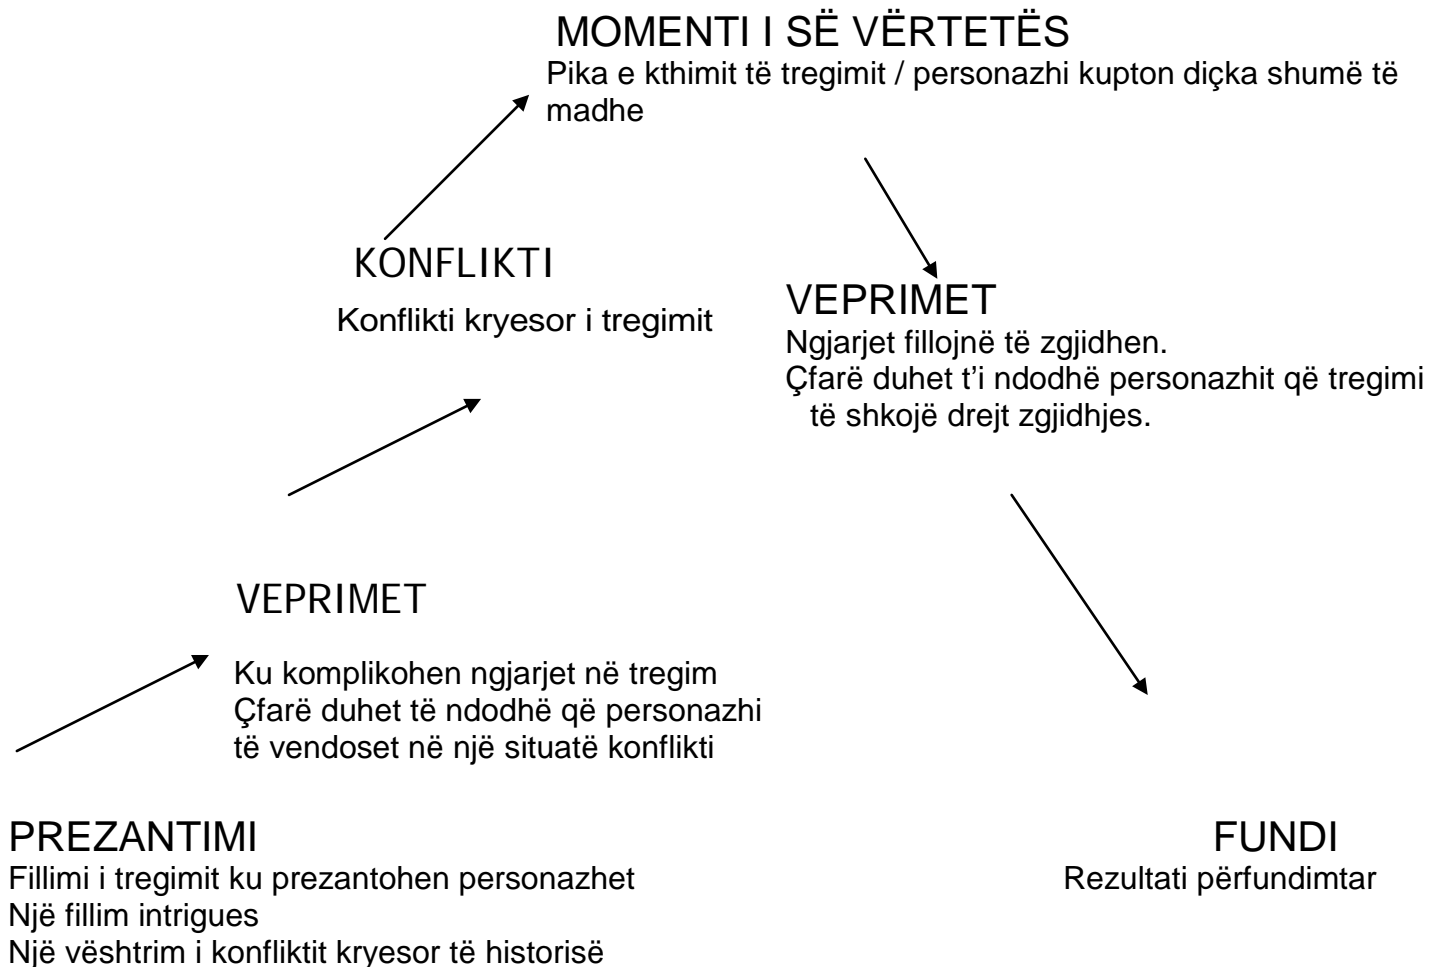 MOMENTI I SË VËRTETËS
Pika e kthimit të tregimit / personazhi kupton diçka shumë të
madhe
KONFLIKTI
Konflikti kryesor i tregimit
VEPRIMET
Ngjarjet fillojnë të zgjidhen.
Çfarë duhet t’i ndodhë personazhit që tregimi
të shkojë drejt zgjidhjes.
VEPRIMET
Ku komplikohen ngjarjet në tregim
Çfarë duhet të ndodhë që personazhi
të vendoset në një situatë konflikti
PREZANTIMI
Fillimi i tregimit ku prezantohen personazhet
Një fillim intrigues
Një vështrim i konfliktit kryesor të historisë
FUNDI
Rezultati përfundimtar